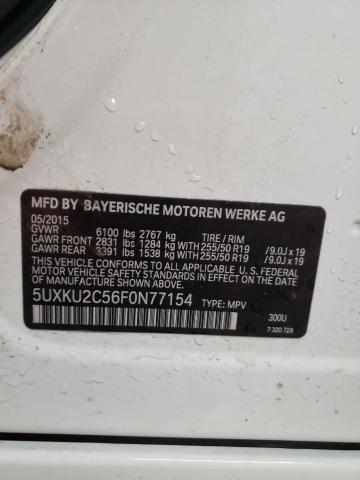 MFD BY BAYERISCHE MOTOREN WERKE AG
05/2015
GVWR 6100 lbs 2767 kg TIRE / RIM
GAWR FRONT 2831 lbs 1284 kg WITH 255/50 R19 /9.0J x 19
GAWR REAR 3391 lbs 1538 kg WITH 255/50 R19 /9.0J x 19
THIS VEHICLE CONFORMS TO ALL APPLICABLE U.S. FEDERAL
MOTOR VEHICLE SAFETY STANDARDS IN EFFECT ON THE DATE
OF MANUFACTURE SHOWN ABOVE.
5UXKU2C56F0N77154 TYPE: MPV
300U
7 320 729